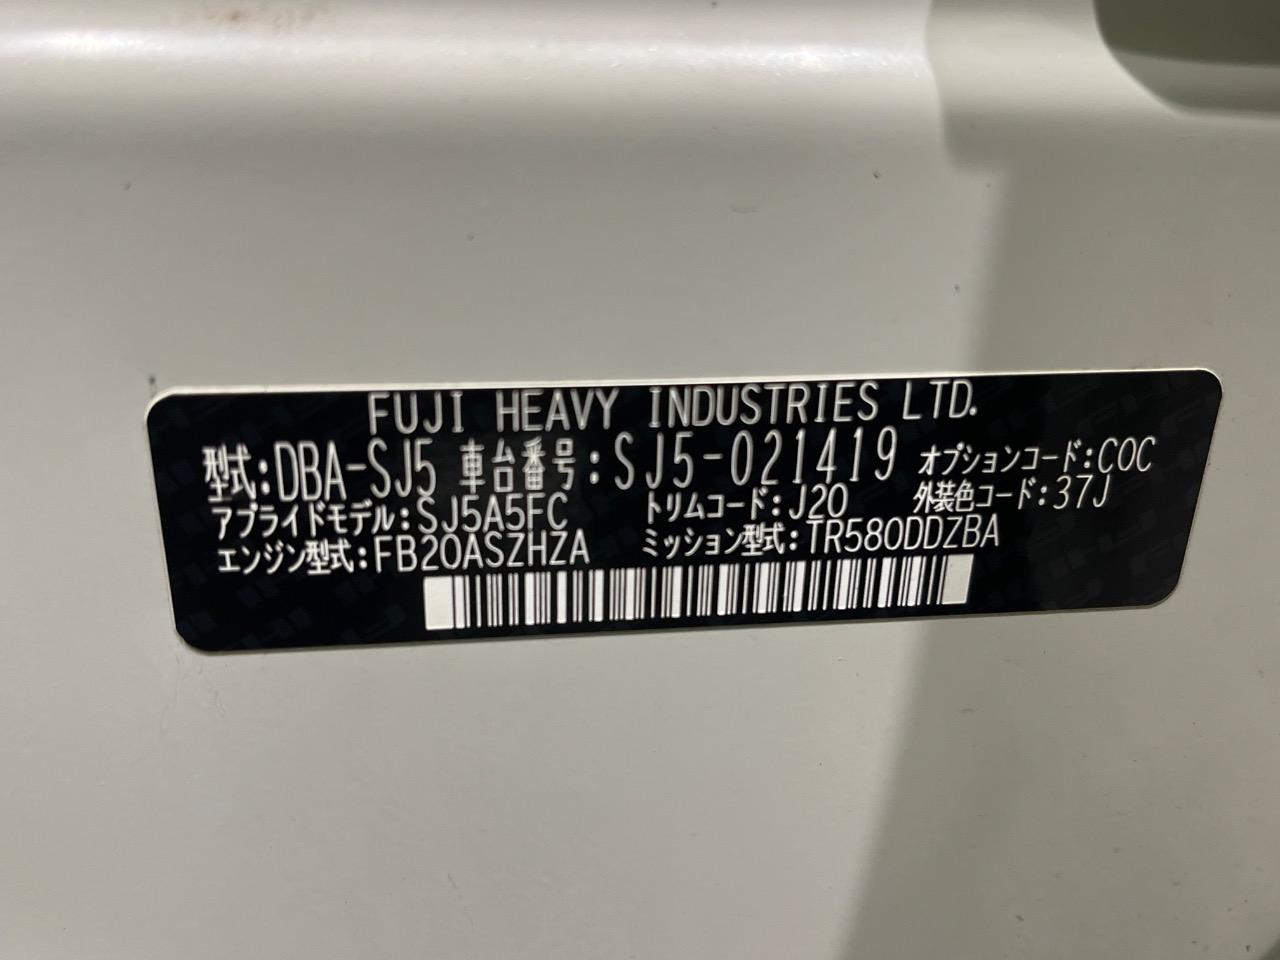 FUJI HEAVY INDUSTRIES LTD.
型式:DBA-SJ5 車台番号:SJ5-021419 オプションコード:COC
アプライドモデル:SJ5A5FC トリムコード:J20 外装色コード:37J
エンジン型式:FB20ASZHZA ミッション型式:TR580DDZBA